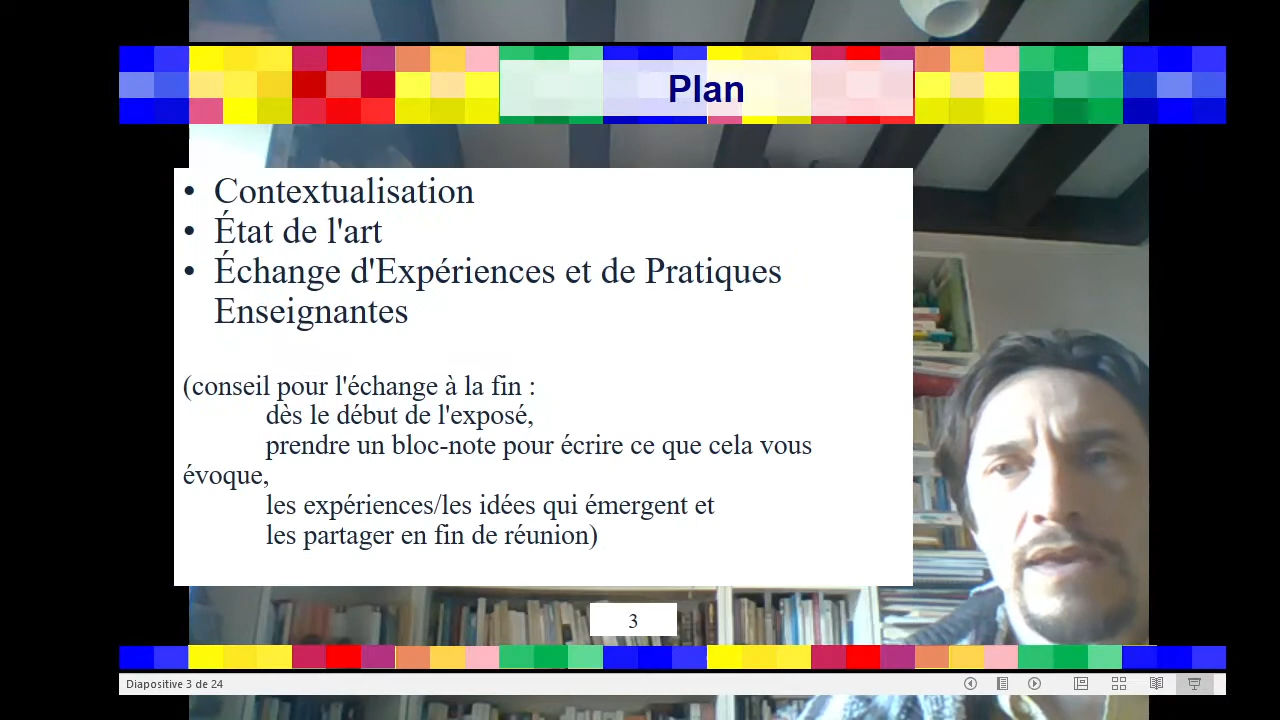 Plan
• Contextualisation
• État de l'art
• Échange d'Expériences et de Pratiques
Enseignantes
(conseil pour l'échange à la fin :
dès le début de l'exposé,
prendre un bloc-note pour écrire ce que cela vous
évoque,
les expériences/les idées qui émergent et
les partager en fin de réunion)
3
Diapositive 3 de 24